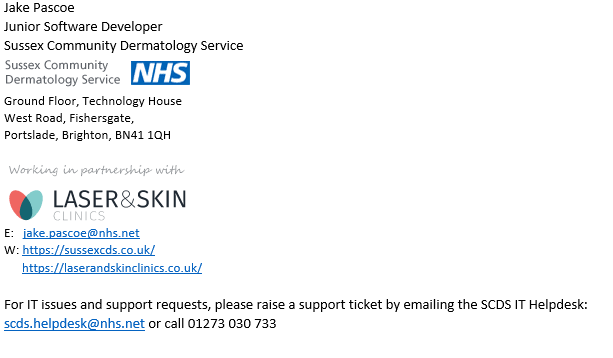 Jake Pascoe
Junior Software Developer
Sussex Community Dermatology Service
Sussex Community
Dermatology Service NHS
Ground Floor, Technology House
West Road, Fishersgate,
Portslade, Brighton, BN41 1QH
Working in partnership with
LASER&SKIN
CLINICS
E: jake.pascoe@nhs.net
W: https://sussexcds.co.uk/
https://laserandskinclinics.co.uk/
For IT issues and support requests, please raise a support ticket by emailing the SCDS IT Helpdesk:
scds.helpdesk@nhs.net or call 01273 030 733